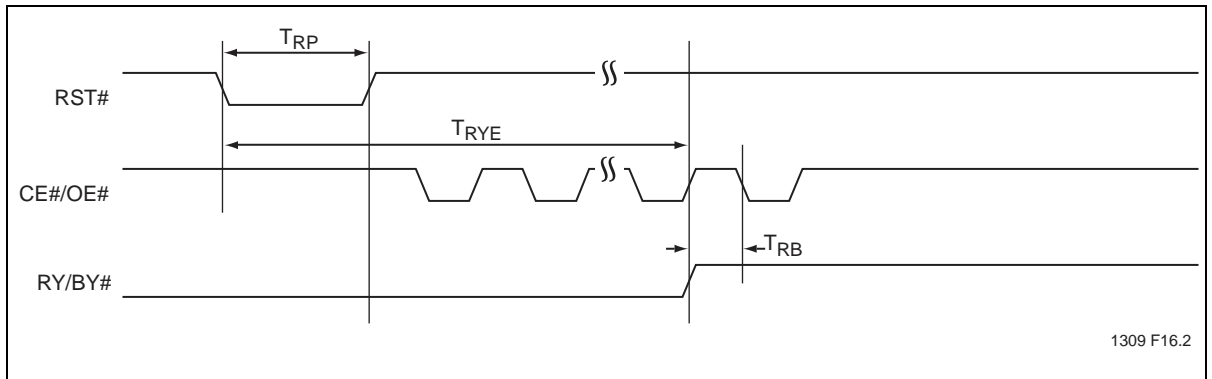 TRP
RST#
TRYE
CE#/OE#
TRB
RY/BY#
1309 F16.2